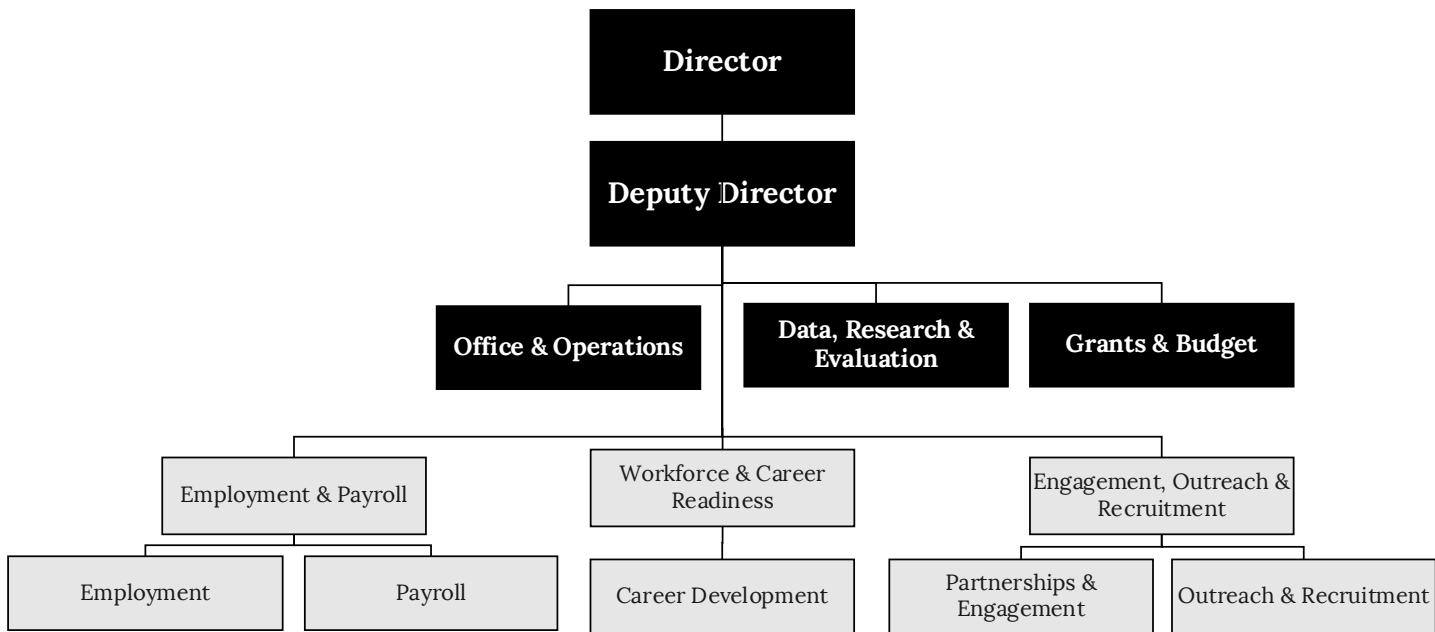 Director
Deputy Director
Office & Operations
Data, Research &
Evaluation
Grants & Budget
Employment & Payroll
Workforce & Career
Readiness
Engagement, Outreach &
Recruitment
Employment
Payroll
Career Development
Partnerships &
Engagement
Outreach & Recruitment